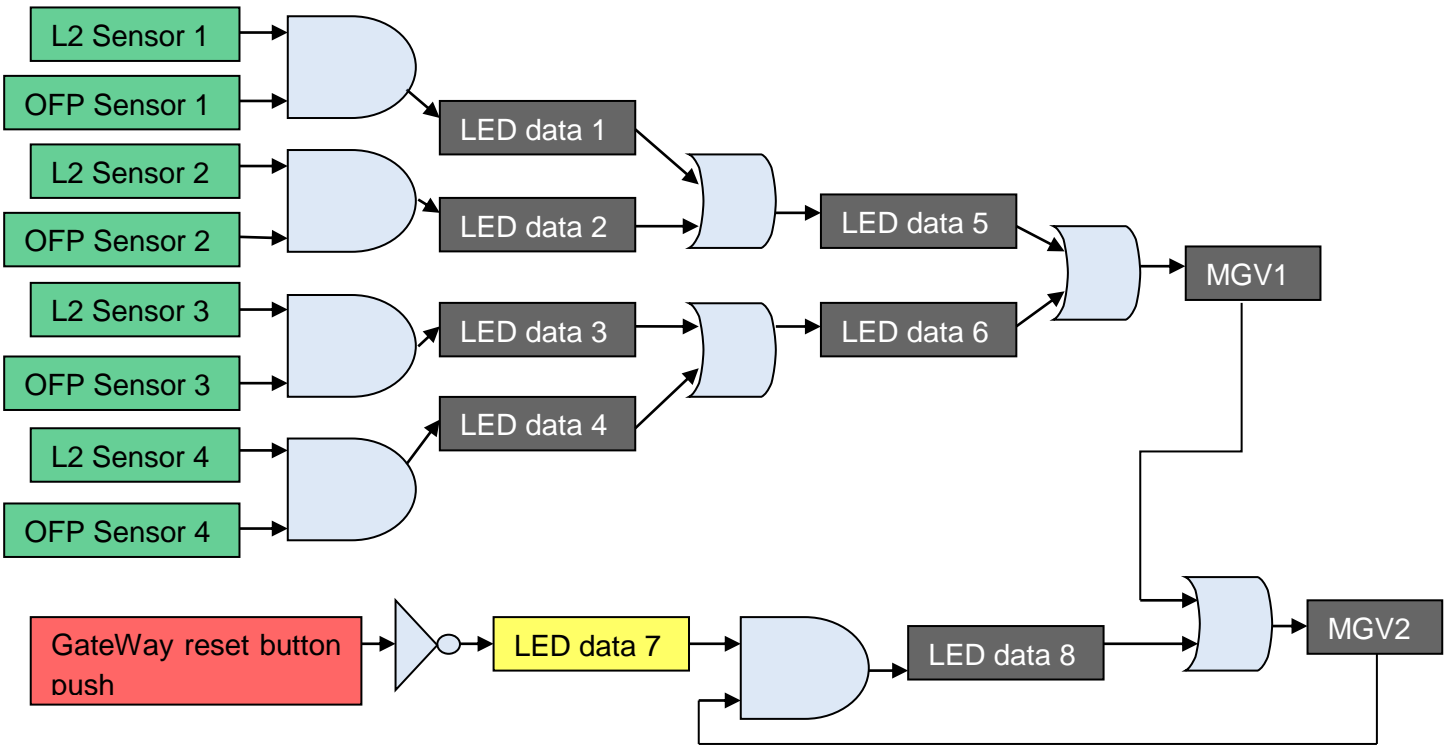 L2 Sensor 1
OFP Sensor 1
LED data 1
L2 Sensor 2
OFP Sensor 2
LED data 2
LED data 5
MGV1
L2 Sensor 3
LED data 3
LED data 6
OFP Sensor 3
LED data 4
L2 Sensor 4
OFP Sensor 4
GateWay reset button
push
LED data 7
LED data 8
MGV2